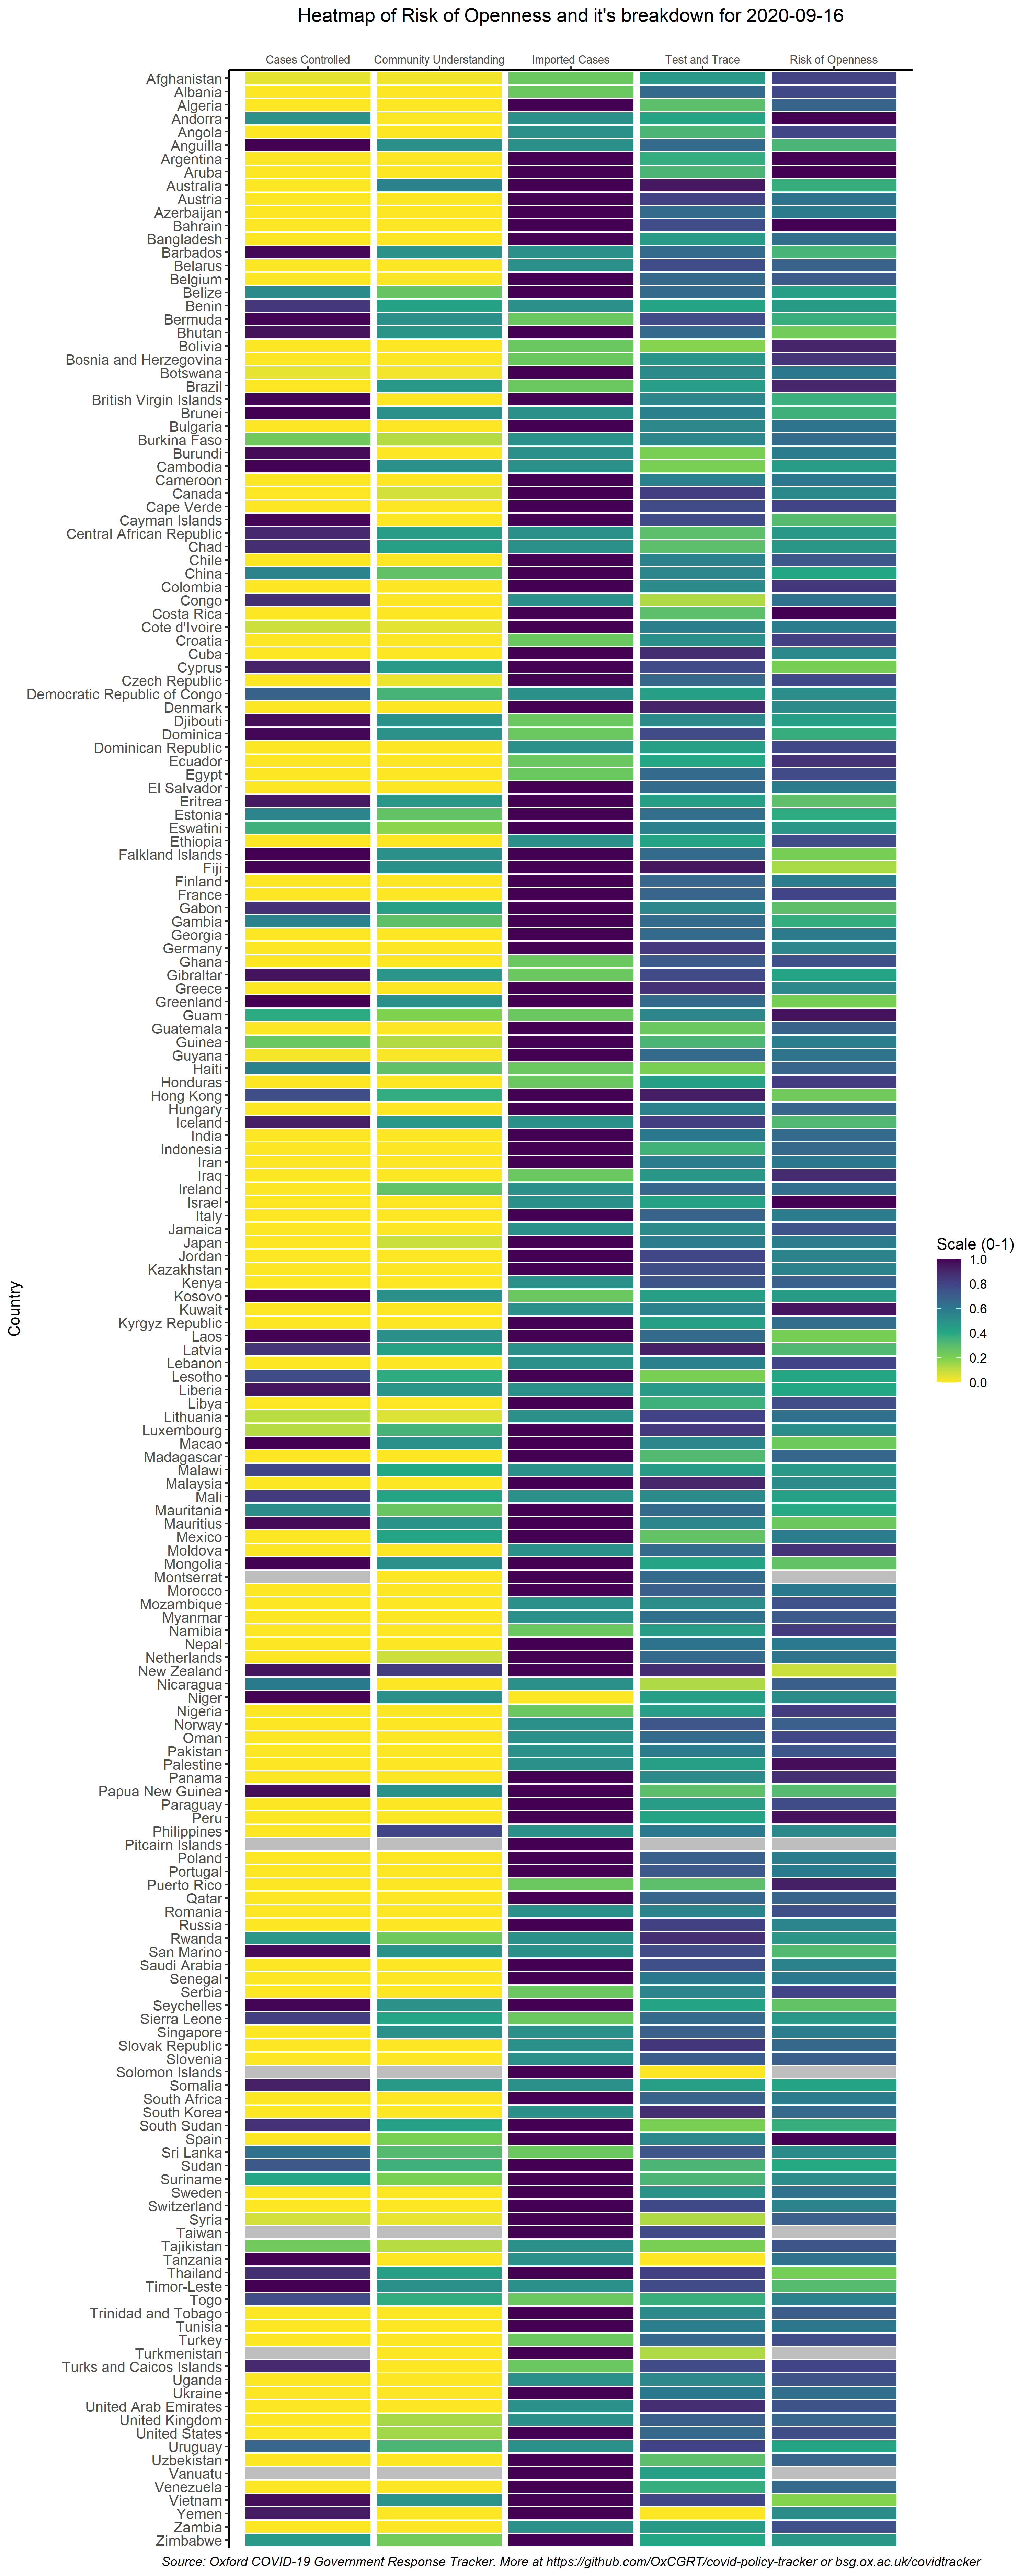 Heatmap of Risk of Openness and it's breakdown for 2020-09-16
Cases Controlled Community Understanding Imported Cases Test and Trace Risk of Openness
Afghanistan
Albania
Algeria
Andorra
Angola
Anguilla
Argentina
Aruba
Australia
Austria
Azerbaijan
Bahrain
Bangladesh
Barbados
Belarus
Belgium
Belize
Benin
Bermuda
Bhutan
Bolivia
Bosnia and Herzegovina
Botswana
Brazil
British Virgin Islands
Brunei
Bulgaria
Burkina Faso
Burundi
Cambodia
Cameroon
Canada
Cape Verde
Cayman Islands
Central African Republic
Chad
Chile
China
Colombia
Congo
Costa Rica
Cote d'Ivoire
Croatia
Cuba
Cyprus
Czech Republic
Democratic Republic of Congo
Denmark
Djibouti
Dominica
Dominican Republic
Ecuador
Egypt
El Salvador
Eritrea
Estonia
Eswatini
Ethiopia
Falkland Islands
Fiji
Finland
France
Gabon
Gambia
Georgia
Germany
Ghana
Gibraltar
Greece
Greenland
Guam
Guatemala
Guinea
Guyana
Haiti
Honduras
Hong Kong
Hungary
Iceland
India
Indonesia
Iran
Iraq
Ireland
Israel
Italy
Jamaica
Japan
Jordan
Kazakhstan
Kenya
Kosovo
Kuwait
Kyrgyz Republic
Laos
Latvia
Lebanon
Lesotho
Liberia
Libya
Lithuania
Luxembourg
Macao
Madagascar
Malawi
Malaysia
Mali
Mauritania
Mauritius
Mexico
Moldova
Mongolia
Montserrat
Morocco
Mozambique
Myanmar
Namibia
Nepal
Netherlands
New Zealand
Nicaragua
Niger
Nigeria
Norway
Oman
Pakistan
Palestine
Panama
Papua New Guinea
Paraguay
Peru
Philippines
Pitcairn Islands
Poland
Portugal
Puerto Rico
Qatar
Romania
Russia
Rwanda
San Marino
Saudi Arabia
Senegal
Serbia
Seychelles
Sierra Leone
Singapore
Slovak Republic
Slovenia
Solomon Islands
Somalia
South Africa
South Korea
South Sudan
Spain
Sri Lanka
Sudan
Suriname
Sweden
Switzerland
Syria
Taiwan
Tajikistan
Tanzania
Thailand
Timor-Leste
Togo
Trinidad and Tobago
Tunisia
Turkey
Turkmenistan
Turks and Caicos Islands
Uganda
Ukraine
United Arab Emirates
United Kingdom
United States
Uruguay
Uzbekistan
Vanuatu
Venezuela
Vietnam
Yemen
Zambia
Zimbabwe
Country
Scale (0-1)
1.0
0.8
0.6
0.4
0.2
0.0
Source: Oxford COVID-19 Government Response Tracker. More at https://github.com/OxCGRT/covid-policy-tracker or bsg.ox.ac.uk/covidtracker